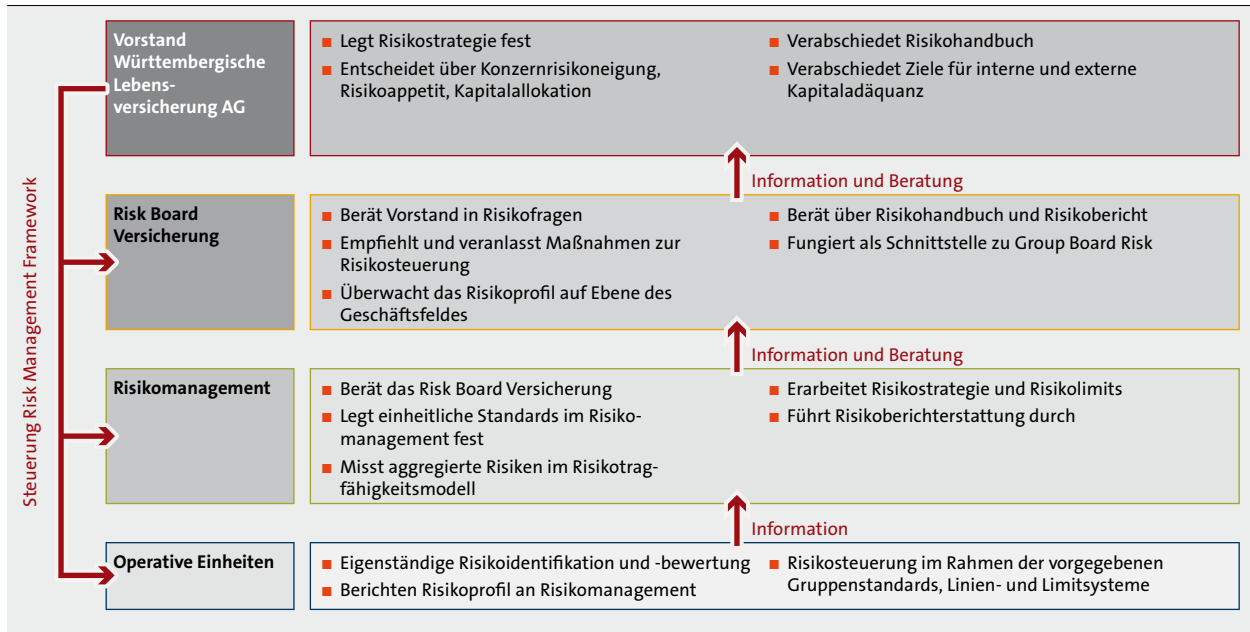 Steuerung Risk Management Framework
Vorstand
Württembergische
Lebens-
versicherung AG
■ Legt Risikostrategie fest
■ Entscheidet über Konzernrisikoneigung,
Risikoappetit, Kapitalallokation
■ Verabschiedet Risikohandbuch
■ Verabschiedet Ziele für interne und externe
Kapitaladäquanz
Information und Beratung
Risk Board
Versicherung
■ Berät Vorstand in Risikofragen
■ Empfiehlt und veranlasst Maßnahmen zur
Risikosteuerung
■ Überwacht das Risikoprofil auf Ebene des
Geschäftsfeldes
■ Berät über Risikohandbuch und Risikobericht
■ Fungiert als Schnittstelle zu Group Board Risk
Information und Beratung
Risikomanagement
■ Berät das Risk Board Versicherung
■ Legt einheitliche Standards im Risiko-
management fest
■ Misst aggregierte Risiken im Risikotrag-
fähigkeitsmodell
■ Erarbeitet Risikostrategie und Risikolimits
■ Führt Risikoberichterstattung durch
Information
Operative Einheiten
■ Eigenständige Risikoidentifikation und -bewertung
■ Berichten Risikoprofil an Risikomanagement
■ Risikosteuerung im Rahmen der vorgegebenen
Gruppenstandards, Linien- und Limitsysteme